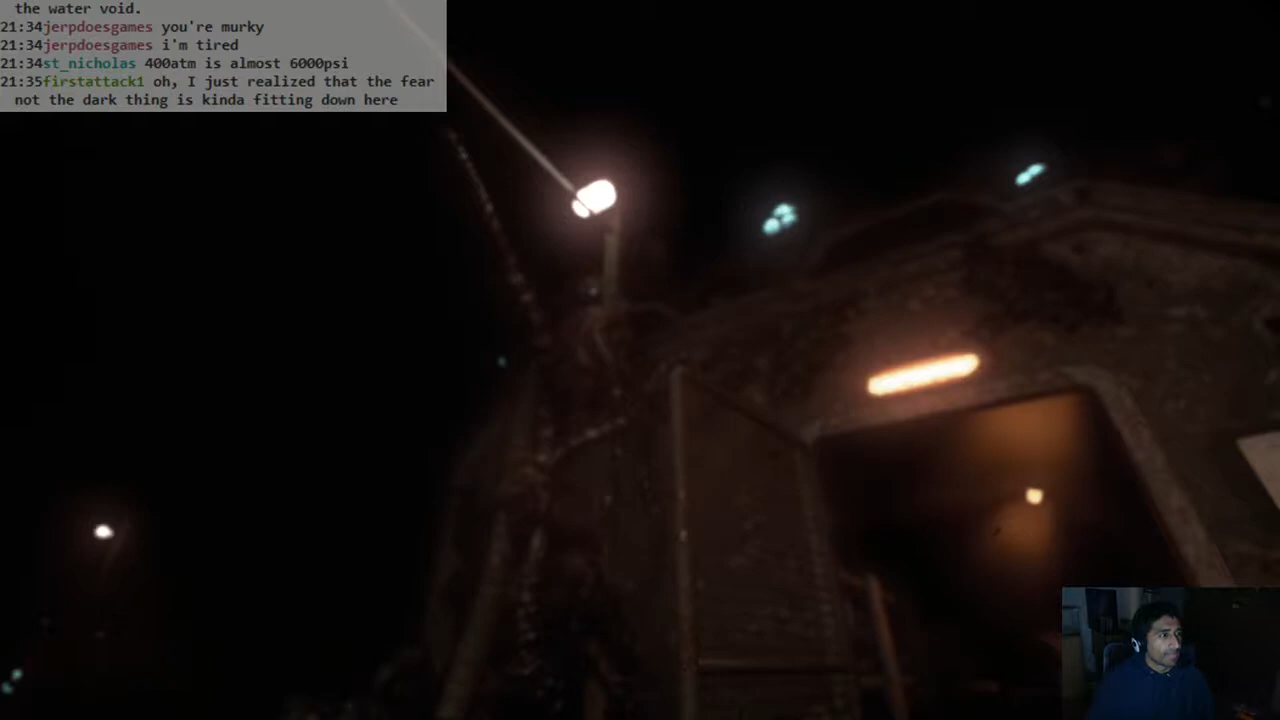 the water void.
21:34jerpdoesgames you're murky
21:34jerpdoesgames i'm tired
21:34st_nicholas 400atm is almost 6000psi
21:35firstattack1 oh, I just realized that the fear
not the dark thing is kinda fitting down here